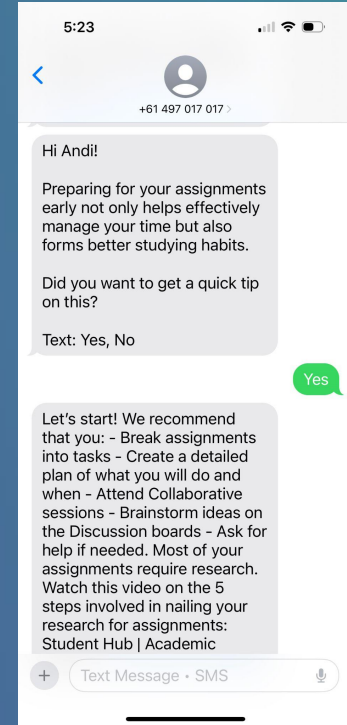 5:23
+61 497 017 017
Hi Andi!
Preparing for your assignments
early not only helps effectively
manage your time but also
forms better studying habits.
Did you want to get a quick tip
on this?
Text: Yes, No
Yes
Let's start! We recommend
that you: - Break assignments
into tasks - Create a detailed
plan of what you will do and
when - Attend Collaborative
sessions - Brainstorm ideas on
the Discussion boards - Ask for
help if needed. Most of your
assignments require research.
Watch this video on the 5
steps involved in nailing your
research for assignments:
Student Hub | Academic
Text Message • SMS